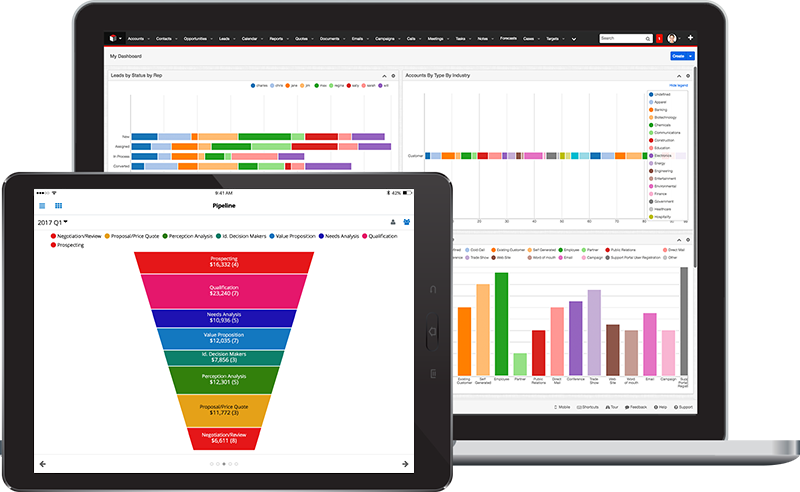 Accounts Contacts Opportunities Leads Calendar Reports Quotes Documents Emails Campaigns Calls Meetings Tasks Notes Forecasts Cases Targets
Search
My Dashboard
Create
Leads by Status by Rep
charles chris jane jim max regina sally sarah will
New
Assigned
In Process
Converted
Accounts By Type By Industry
Hide legend
Undefined
Apparel
Banking
Biotechnology
Chemicals
Communications
Construction
Education
Electronics
Energy
Engineering
Entertainment
Environmental
Finance
Government
Healthcare
Hospitality
Customer
Cold Call Existing Customer Self Generated Employee Partner Public Relations Direct Mail
Conference Trade Show Web Site Word of mouth Email Campaign Support Portal User Registration Other
Existing Customer
Self Generated
Employee
Partner
Public Relations
Direct Mail
Conference
Trade Show
Web Site
Word of mouth
Email
Campaign
Mobile Shortcuts Tour Feedback Help Support
9:41 AM
42%
Pipeline
2017 Q1
Negotiation/Review Proposal/Price Quote Perception Analysis Id. Decision Makers Value Proposition Needs Analysis Qualification
Prospecting
Prospecting
$16,332 (4)
Qualification
$23,240 (7)
Needs Analysis
$10,936 (5)
Value Proposition
$12,035 (7)
Id. Decision Makers
$7,856 (3)
Perception Analysis
$12,301 (5)
Proposal/Price Quote
$11,772 (3)
Negotiation/Review
$6,611 (8)